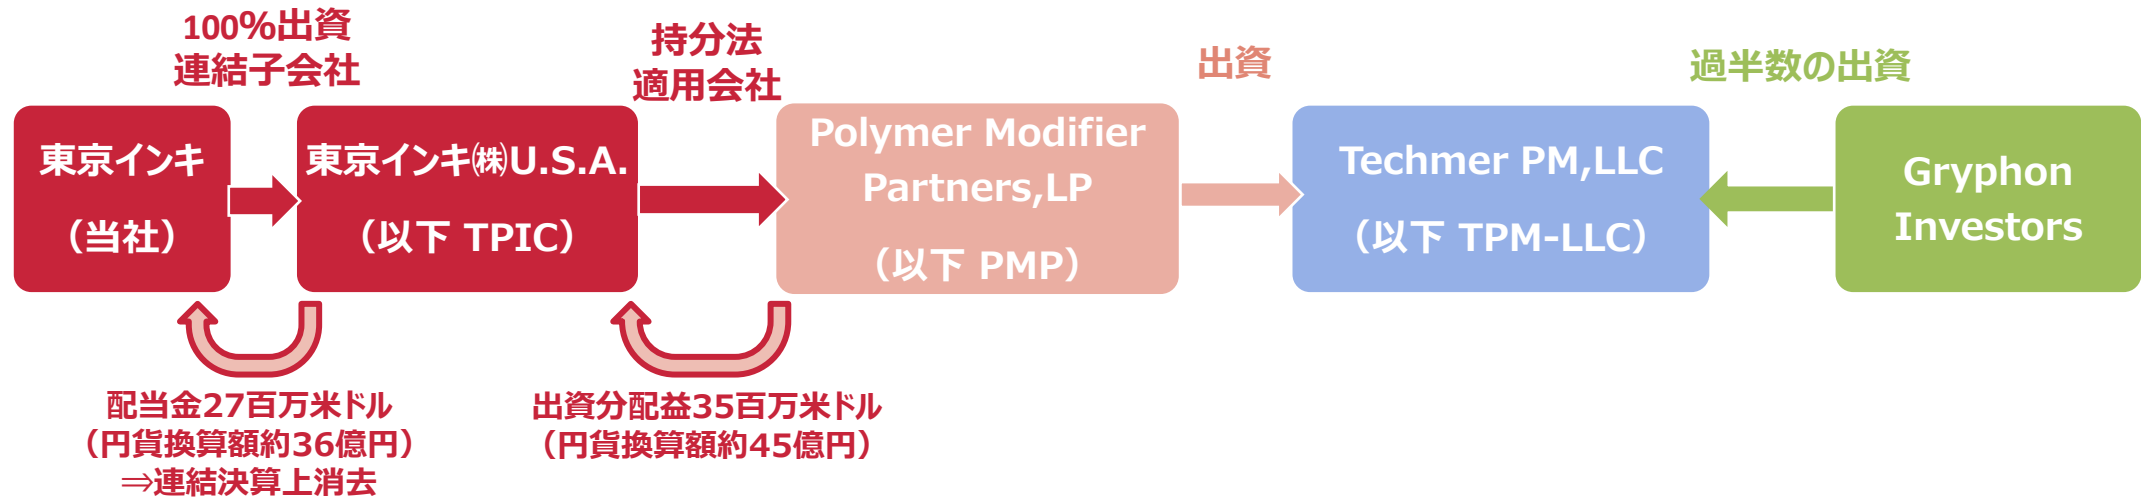 100%出資
連結子会社
持分法
適用会社
出資
過半数の出資
東京インキ
（当社）
東京インキ㈱U.S.A.
（以下 TPIC）
Polymer Modifier
Partners,LP
（以下 PMP）
Techmer PM,LLC
（以下 TPM-LLC）
Gryphon
Investors
配当金27百万米ドル
（円貨換算額約36億円）
⇒連結決算上消去
出資分配益35百万米ドル
（円貨換算額約45億円）